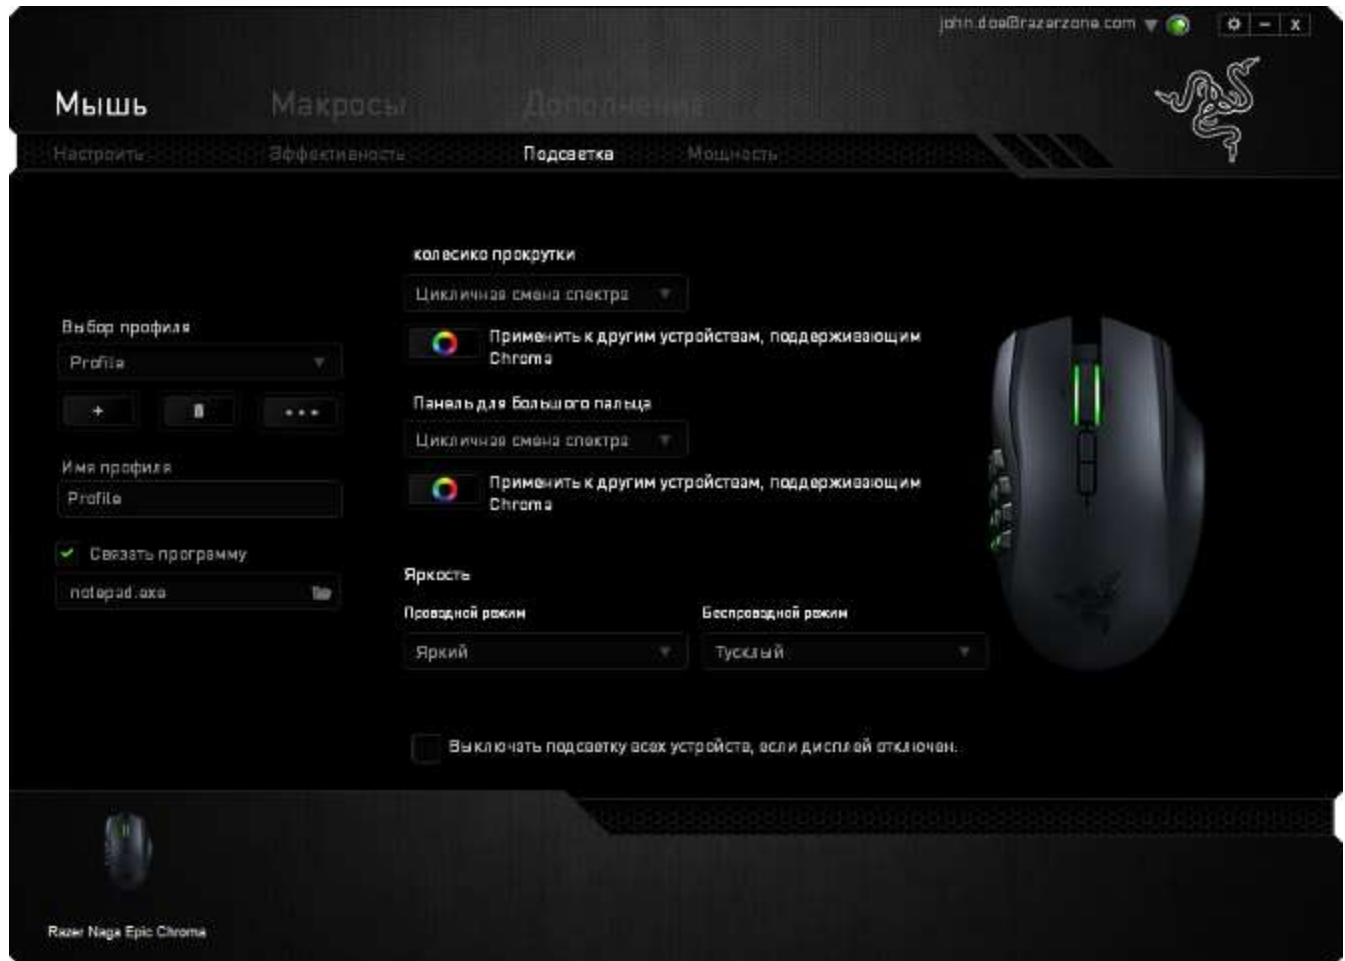 john.doe@razerzone.com
Мышь
Макросы
Дополнение
Настроить
Эффективность
Подсветка
Мощность
колесико прокрутки
Цикличная смена спектра
Применить к другим устройствам, поддерживающим
Chroma
Выбор профиля
Profile
Панель для большого пальца
Цикличная смена спектра
Имя профиля
Profile
Применить к другим устройствам, поддерживающим
Chroma
Связать программу
notepad.exe
Яркость
Проводной режим
Беспроводной режим
Яркий
Тусклый
Выключать подсветку всех устройств, если дисплей отключен.
Razer Naga Epic Chroma